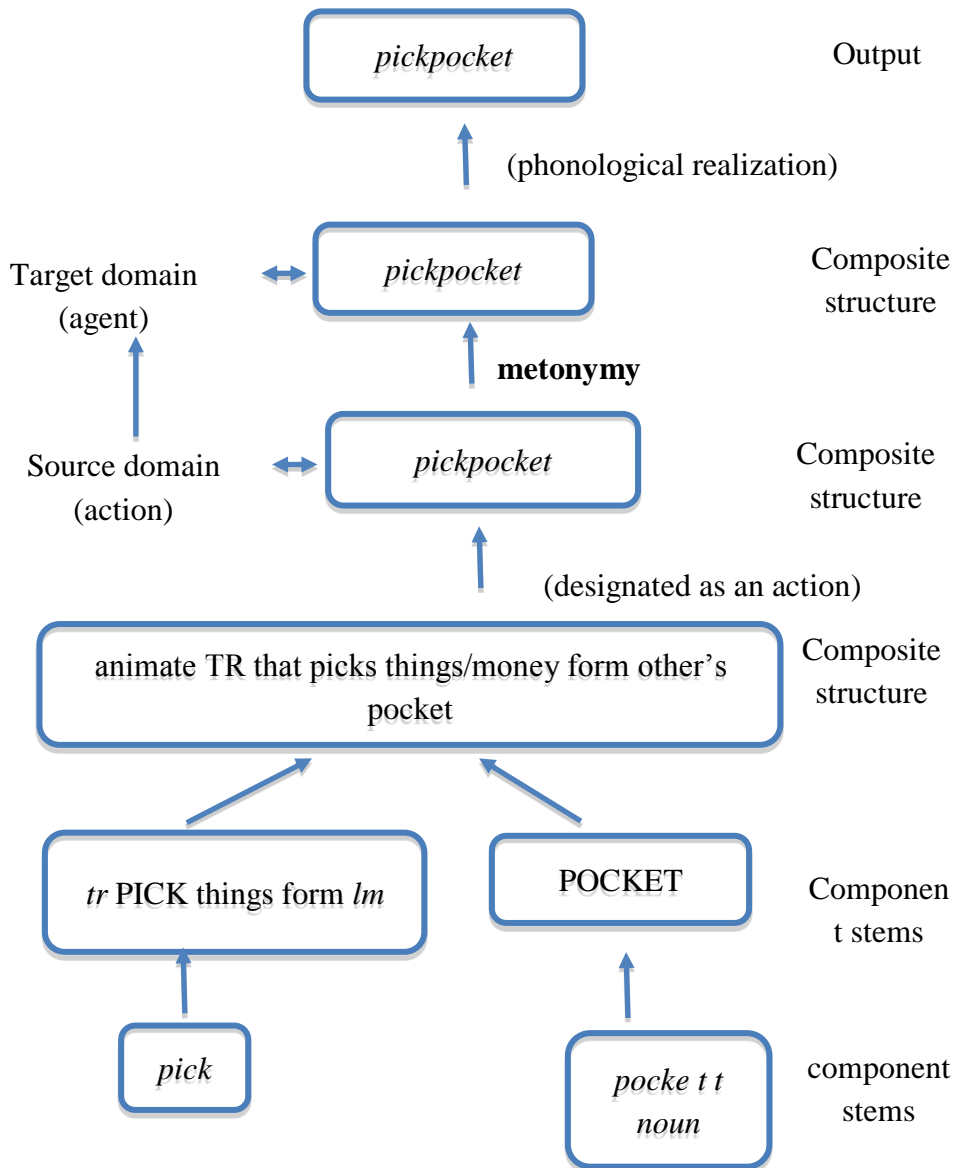 pickpocket
Output
(phonological realization)
pickpocket
Composite
structure
Target domain
(agent)
metonymy
pickpocket
Composite
structure
Source domain
(action)
(designated as an action)
animate TR that picks things/money form other’s
pocket
Composite
structure
tr PICK things form lm
POCKET
Componen
t stems
pick
pocke t t
noun
component
stems